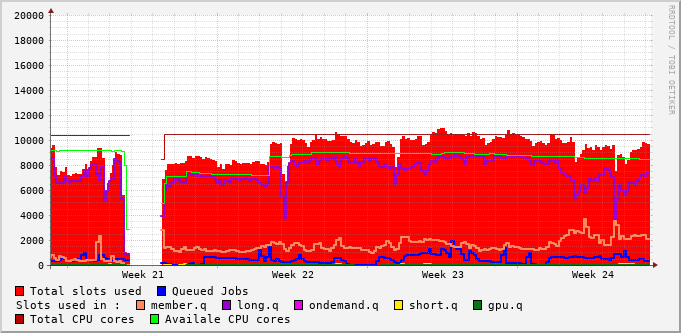 RRDTOOL / TOBI OETIKER
20000
18000
16000
14000
12000
10000
8000
6000
4000
2000
0
Week 21 Week 22 Week 23 Week 24
Total slots used Queued Jobs
Slots used in : member.q long.q ondemand.q short.q gpu.q
Total CPU cores Availale CPU cores